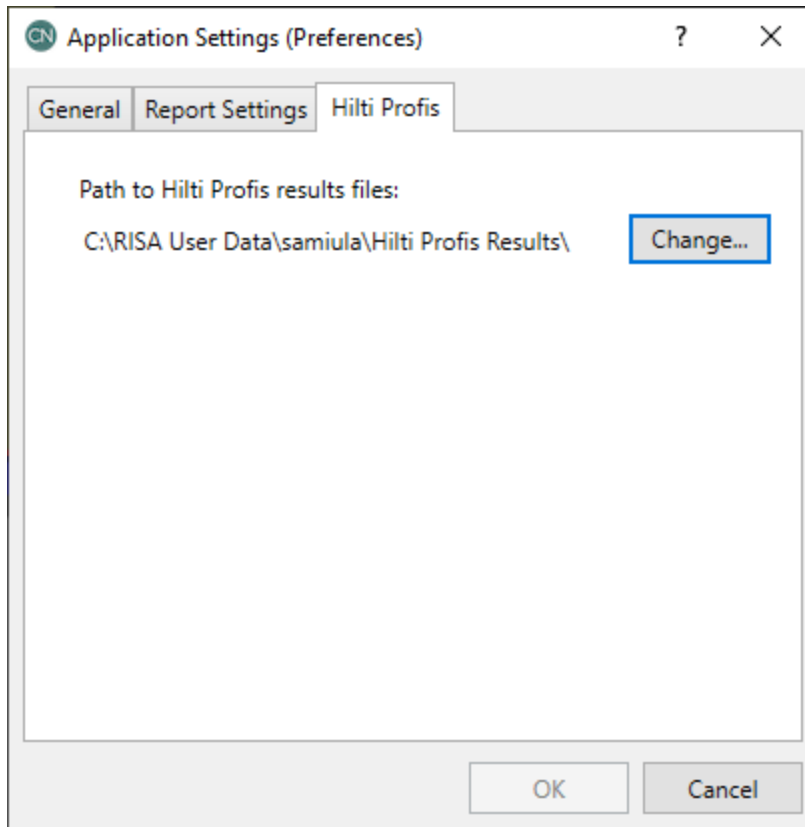 CN Application Settings (Preferences) ?
General Report Settings Hilti Profis
Path to Hilti Profis results files:
C:\RISA User Data\samiula\Hilti Profis Results\ Change...
OK Cancel